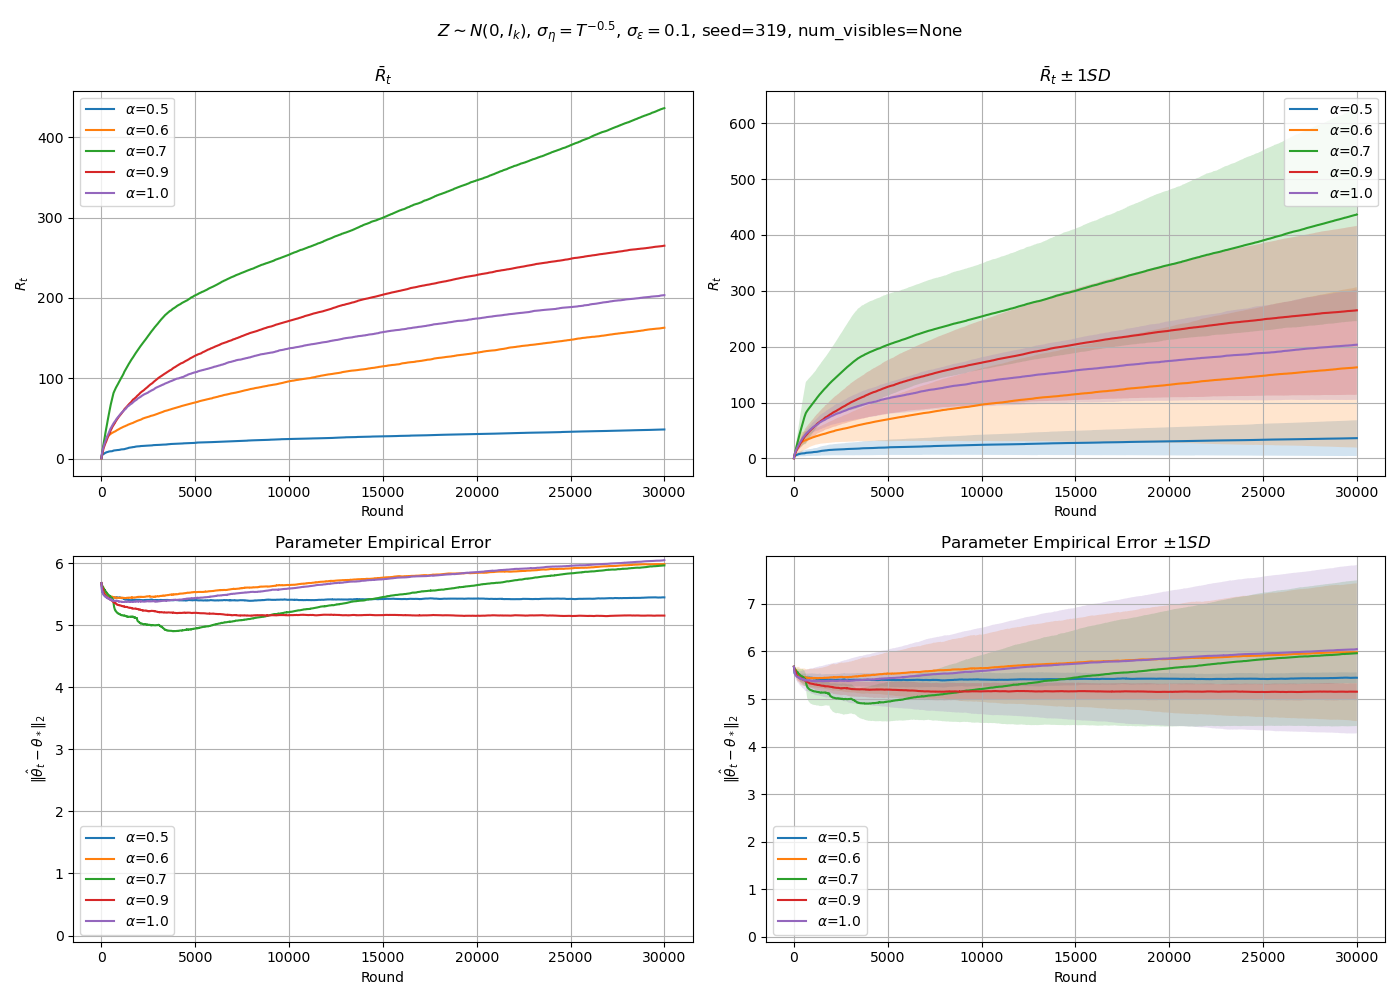 Z ∼ N(0, I_k), σ_η = T^{−0.5}, σ_ε = 0.1, seed=319, num_visibles=None
R̄_t
R_t
400
300
200
100
0
α=0.5
α=0.6
α=0.7
α=0.9
α=1.0
0 5000 10000 15000 20000 25000 30000
Round
R̄_t ± 1SD
R_t
600
500
400
300
200
100
0
α=0.5
α=0.6
α=0.7
α=0.9
α=1.0
0 5000 10000 15000 20000 25000 30000
Round
Parameter Empirical Error
‖θ̂_t − θ_*‖_2
6
5
4
3
2
1
0
α=0.5
α=0.6
α=0.7
α=0.9
α=1.0
0 5000 10000 15000 20000 25000 30000
Round
Parameter Empirical Error ±1SD
‖θ̂_t − θ_*‖_2
7
6
5
4
3
2
1
0
α=0.5
α=0.6
α=0.7
α=0.9
α=1.0
0 5000 10000 15000 20000 25000 30000
Round